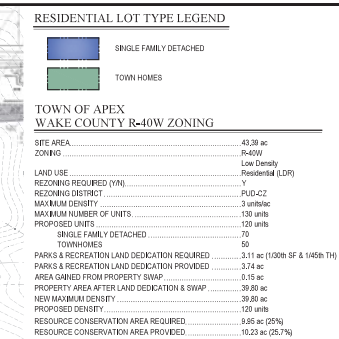 RESIDENTIAL LOT TYPE LEGEND
SINGLE FAMILY DETACHED
TOWN HOMES
TOWN OF APEX
WAKE COUNTY R-40W ZONING
SITE AREA 43,39 ac
ZONING R-40W
Low Density
LAND USE Residential (LDR)
REZONING REQUIRED (Y/N) Y
REZONING DISTRICT PUD-CZ
MAXIMUM DENSITY 3 units/ac
MAXIMUM NUMBER OF UNITS 130 units
PROPOSED UNITS 120 units
SINGLE FAMILY DETACHED 70
TOWNHOMES 50
PARKS & RECREATION LAND DEDICATION REQUIRED 3.11 ac (1/30th SF & 1/45th TH)
PARKS & RECREATION LAND DEDICATION PROVIDED 3.74 ac
AREA GAINED FROM PROPERTY SWAP 0.15 ac
PROPERTY AREA AFTER LAND DEDICATION & SWAP 39,80 ac
NEW MAXIMUM DENSITY 39,80 ac
PROPOSED DENSITY 120 units
RESOURCE CONSERVATION AREA REQUIRED 9.95 ac (25%)
RESOURCE CONSERVATION AREA PROVIDED 10.23 ac (25.7%)